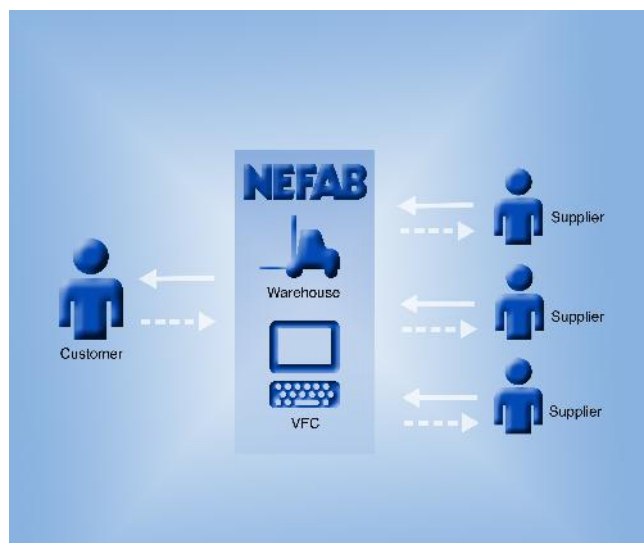 NEFAB
Warehouse
VFC
Customer
Supplier
Supplier
Supplier